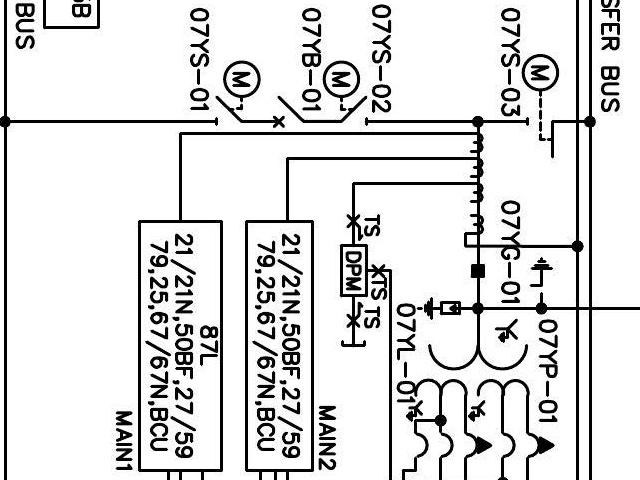 SB
BUS
SFER BUS
07YS-01
07YB-01
07YS-02
07YS-03
M
M
M
07YG-01
TS
DPM
TS
TS
07YL-01
07YP-01
Y
Y
Y
87L
21/21N,50BF,27/59
79,25,67/67N,BCU
MAIN1
21/21N,50BF,27/59
79,25,67/67N,BCU
MAIN2